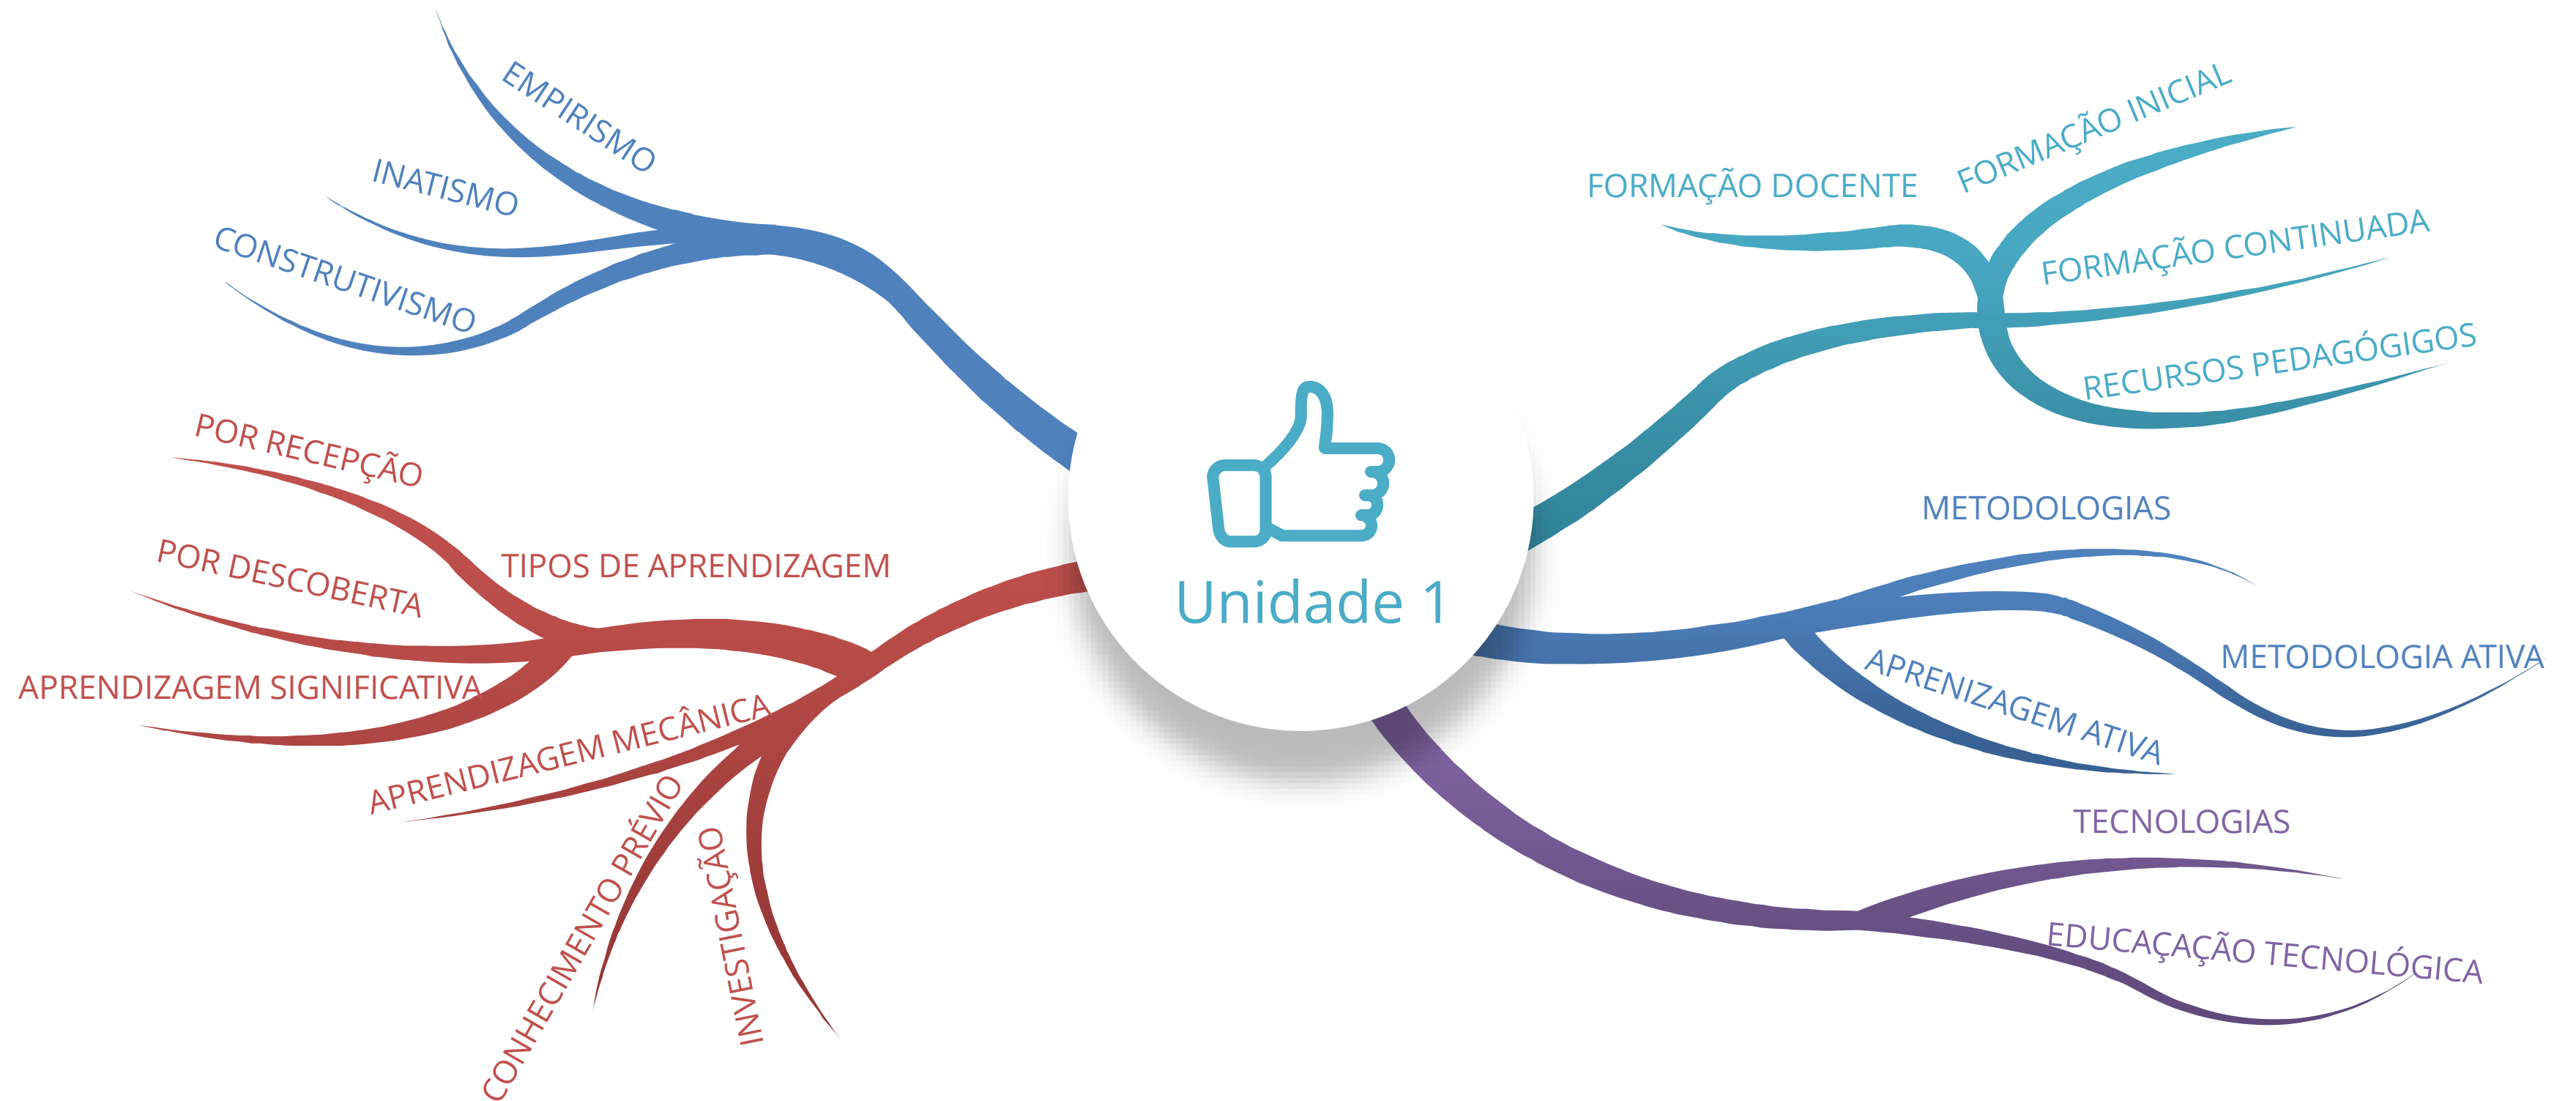 EMPIRISMO
INATISMO
CONSTRUTIVISMO
POR RECEPÇÃO
POR DESCOBERTA
TIPOS DE APRENDIZAGEM
APRENDIZAGEM SIGNIFICATIVA
APRENDIZAGEM MECÂNICA
CONHECIMENTO PRÉVIO
INVESTIGAÇÃO
Unidade 1
FORMAÇÃO DOCENTE
FORMAÇÃO INICIAL
FORMAÇÃO CONTINUADA
RECURSOS PEDAGÓGIGOS
METODOLOGIAS
METODOLOGIA ATIVA
APRENIZAGEM ATIVA
TECNOLOGIAS
EDUCAÇAÇÃO TECNOLÓGICA